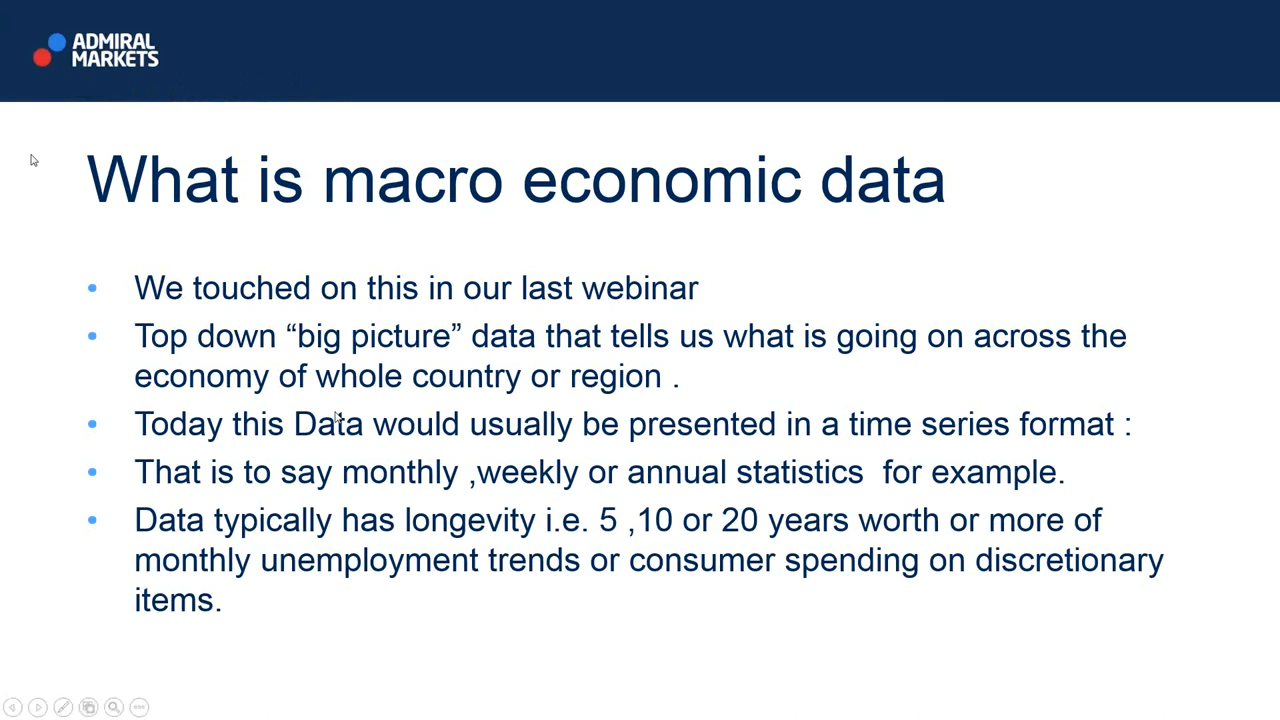 ADMIRAL
MARKETS
What is macro economic data
• We touched on this in our last webinar
• Top down “big picture” data that tells us what is going on across the
economy of whole country or region .
• Today this Data would usually be presented in a time series format :
• That is to say monthly ,weekly or annual statistics  for example.
• Data typically has longevity i.e. 5 ,10 or 20 years worth or more of
monthly unemployment trends or consumer spending on discretionary
items.